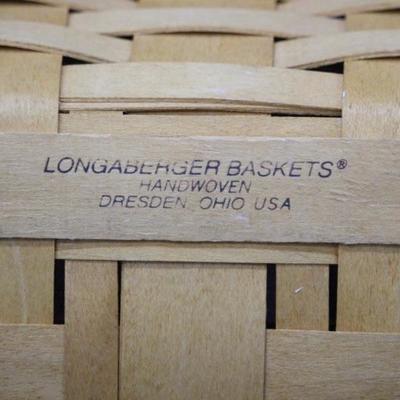 LONGABERGER BASKETS®
HANDWOVEN
DRESDEN, OHIO USA